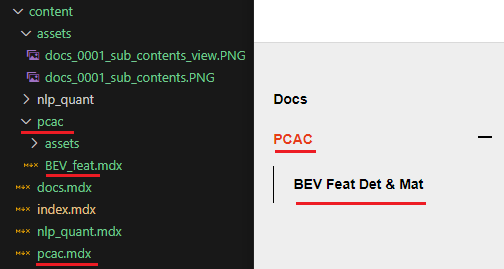 content
assets
docs_0001_sub_contents_view.PNG
docs_0001_sub_contents.PNG
nlp_quant
pcac
assets
BEV_feat.mdx
docs.mdx
index.mdx
nlp_quant.mdx
pcac.mdx
Docs
PCAC
BEV Feat Det & Mat